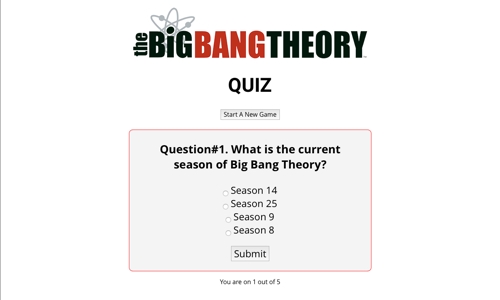 the BIG BANG THEORY™
QUIZ
Start A New Game
Question#1. What is the current
season of Big Bang Theory?
Season 14
Season 25
Season 9
Season 8
Submit
You are on 1 out of 5